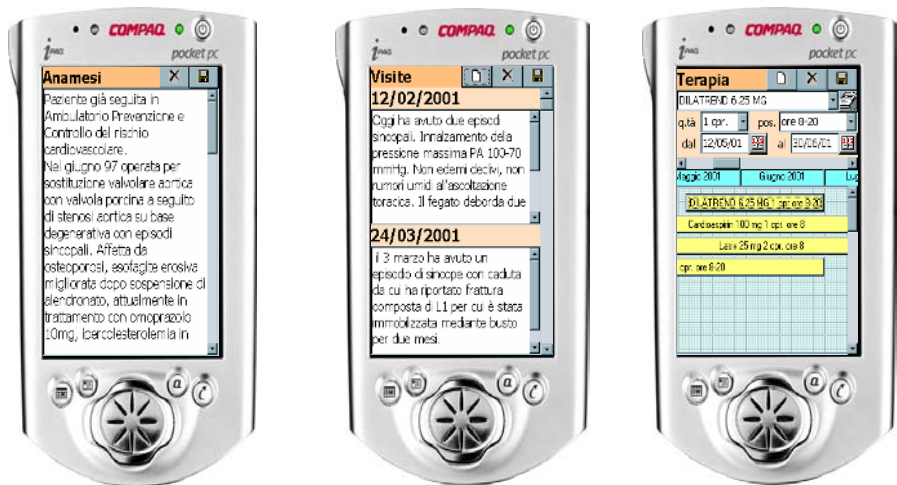 COMPAQ
iPAQ
pocket pc
Anamesi
Paziente già seguita in
Ambulatorio Prevenzione e
Controllo del rischio
cardiovascolare.
Nel giugno 97 operata per
sostituzione valvolare aortica
con valvola porcina a seguito
di stenosi aortica su base
degenerativa con episodi
sincopali. Affetta da
osteoporosi, esofagite erosiva
migliorata dopo sospensione di
alendronato, attualmente in
trattamento con omoprazolo
10mg, ipercolesterolemia in
a
COMPAQ
iPAQ
pocket pc
Visite
12/02/2001
Oggi ha avuto due episodi
sincopali. Innalzamento della
pressione massima PA 100-70
mmHg. Non edemi declivi, non
rumori umidi all'ascoltazione
toracica. Il fegato deborda due
24/03/2001
il 3 marzo ha avuto un
episodio di sincope con caduta
da cui ha riportato frattura
composta di L1 per cui è stata
immobilizzata mediante busto
per due mesi.
a
COMPAQ
iPAQ
pocket pc
Terapia
DILATREND 6.25 MG
q.tà 1 cpr. pos. ore 8-20
dal 12/05/01 al 30/06/01
Maggio 2001 Giugno 2001 Lug
DILATREND 6.25 MG 1 cpr. ore 8-20
Cardioaspirin 100 mg 1 cpr. ore 8
Lasix 25 mg 2 cpr. ore 8
cpr. ore 8-20
a